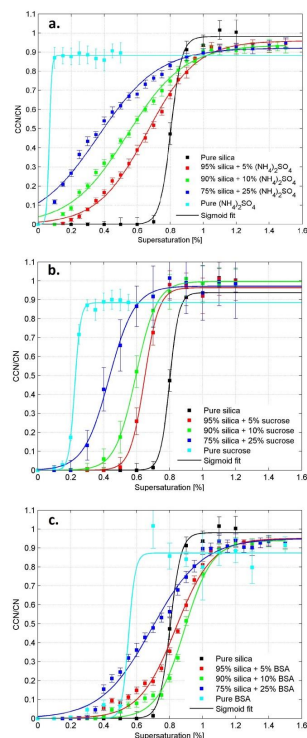 a.
1.1
1
0.9
0.8
0.7
0.6
0.5
0.4
0.3
0.2
0.1
0
CCN/CN
Pure silica
95% silica + 5% (NH4)2SO4
90% silica + 10% (NH4)2SO4
75% silica + 25% (NH4)2SO4
Pure (NH4)2SO4
Sigmoid fit
0 0.2 0.4 0.6 0.8 1.0 1.2 1.4 1.6
Supersaturation [%]
b.
1.1
1
0.9
0.8
0.7
0.6
0.5
0.4
0.3
0.2
0.1
0
CCN/CN
Pure silica
95% silica + 5% sucrose
90% silica + 10% sucrose
75% silica + 25% sucrose
Pure sucrose
Sigmoid fit
0 0.2 0.4 0.6 0.8 1.0 1.2 1.4 1.6
Supersaturation [%]
c.
1.1
1
0.9
0.8
0.7
0.6
0.5
0.4
0.3
0.2
0.1
0
CCN/CN
Pure silica
95% silica + 5% BSA
90% silica + 10% BSA
75% silica + 25% BSA
Pure BSA
Sigmoid fit
0 0.2 0.4 0.6 0.8 1.0 1.2 1.4 1.6
Supersaturation [%]